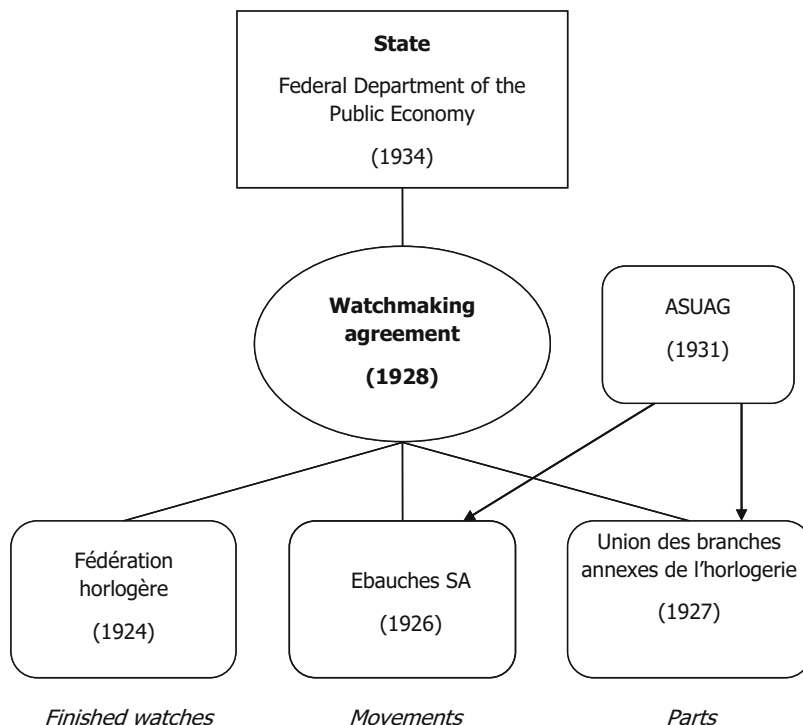 State
Federal Department of the
Public Economy
(1934)
Watchmaking
agreement
(1928)
ASUAG
(1931)
Fédération
horlogère
(1924)
Ebauches SA
(1926)
Union des branches
annexes de l’horlogerie
(1927)
Finished watches
Movements
Parts